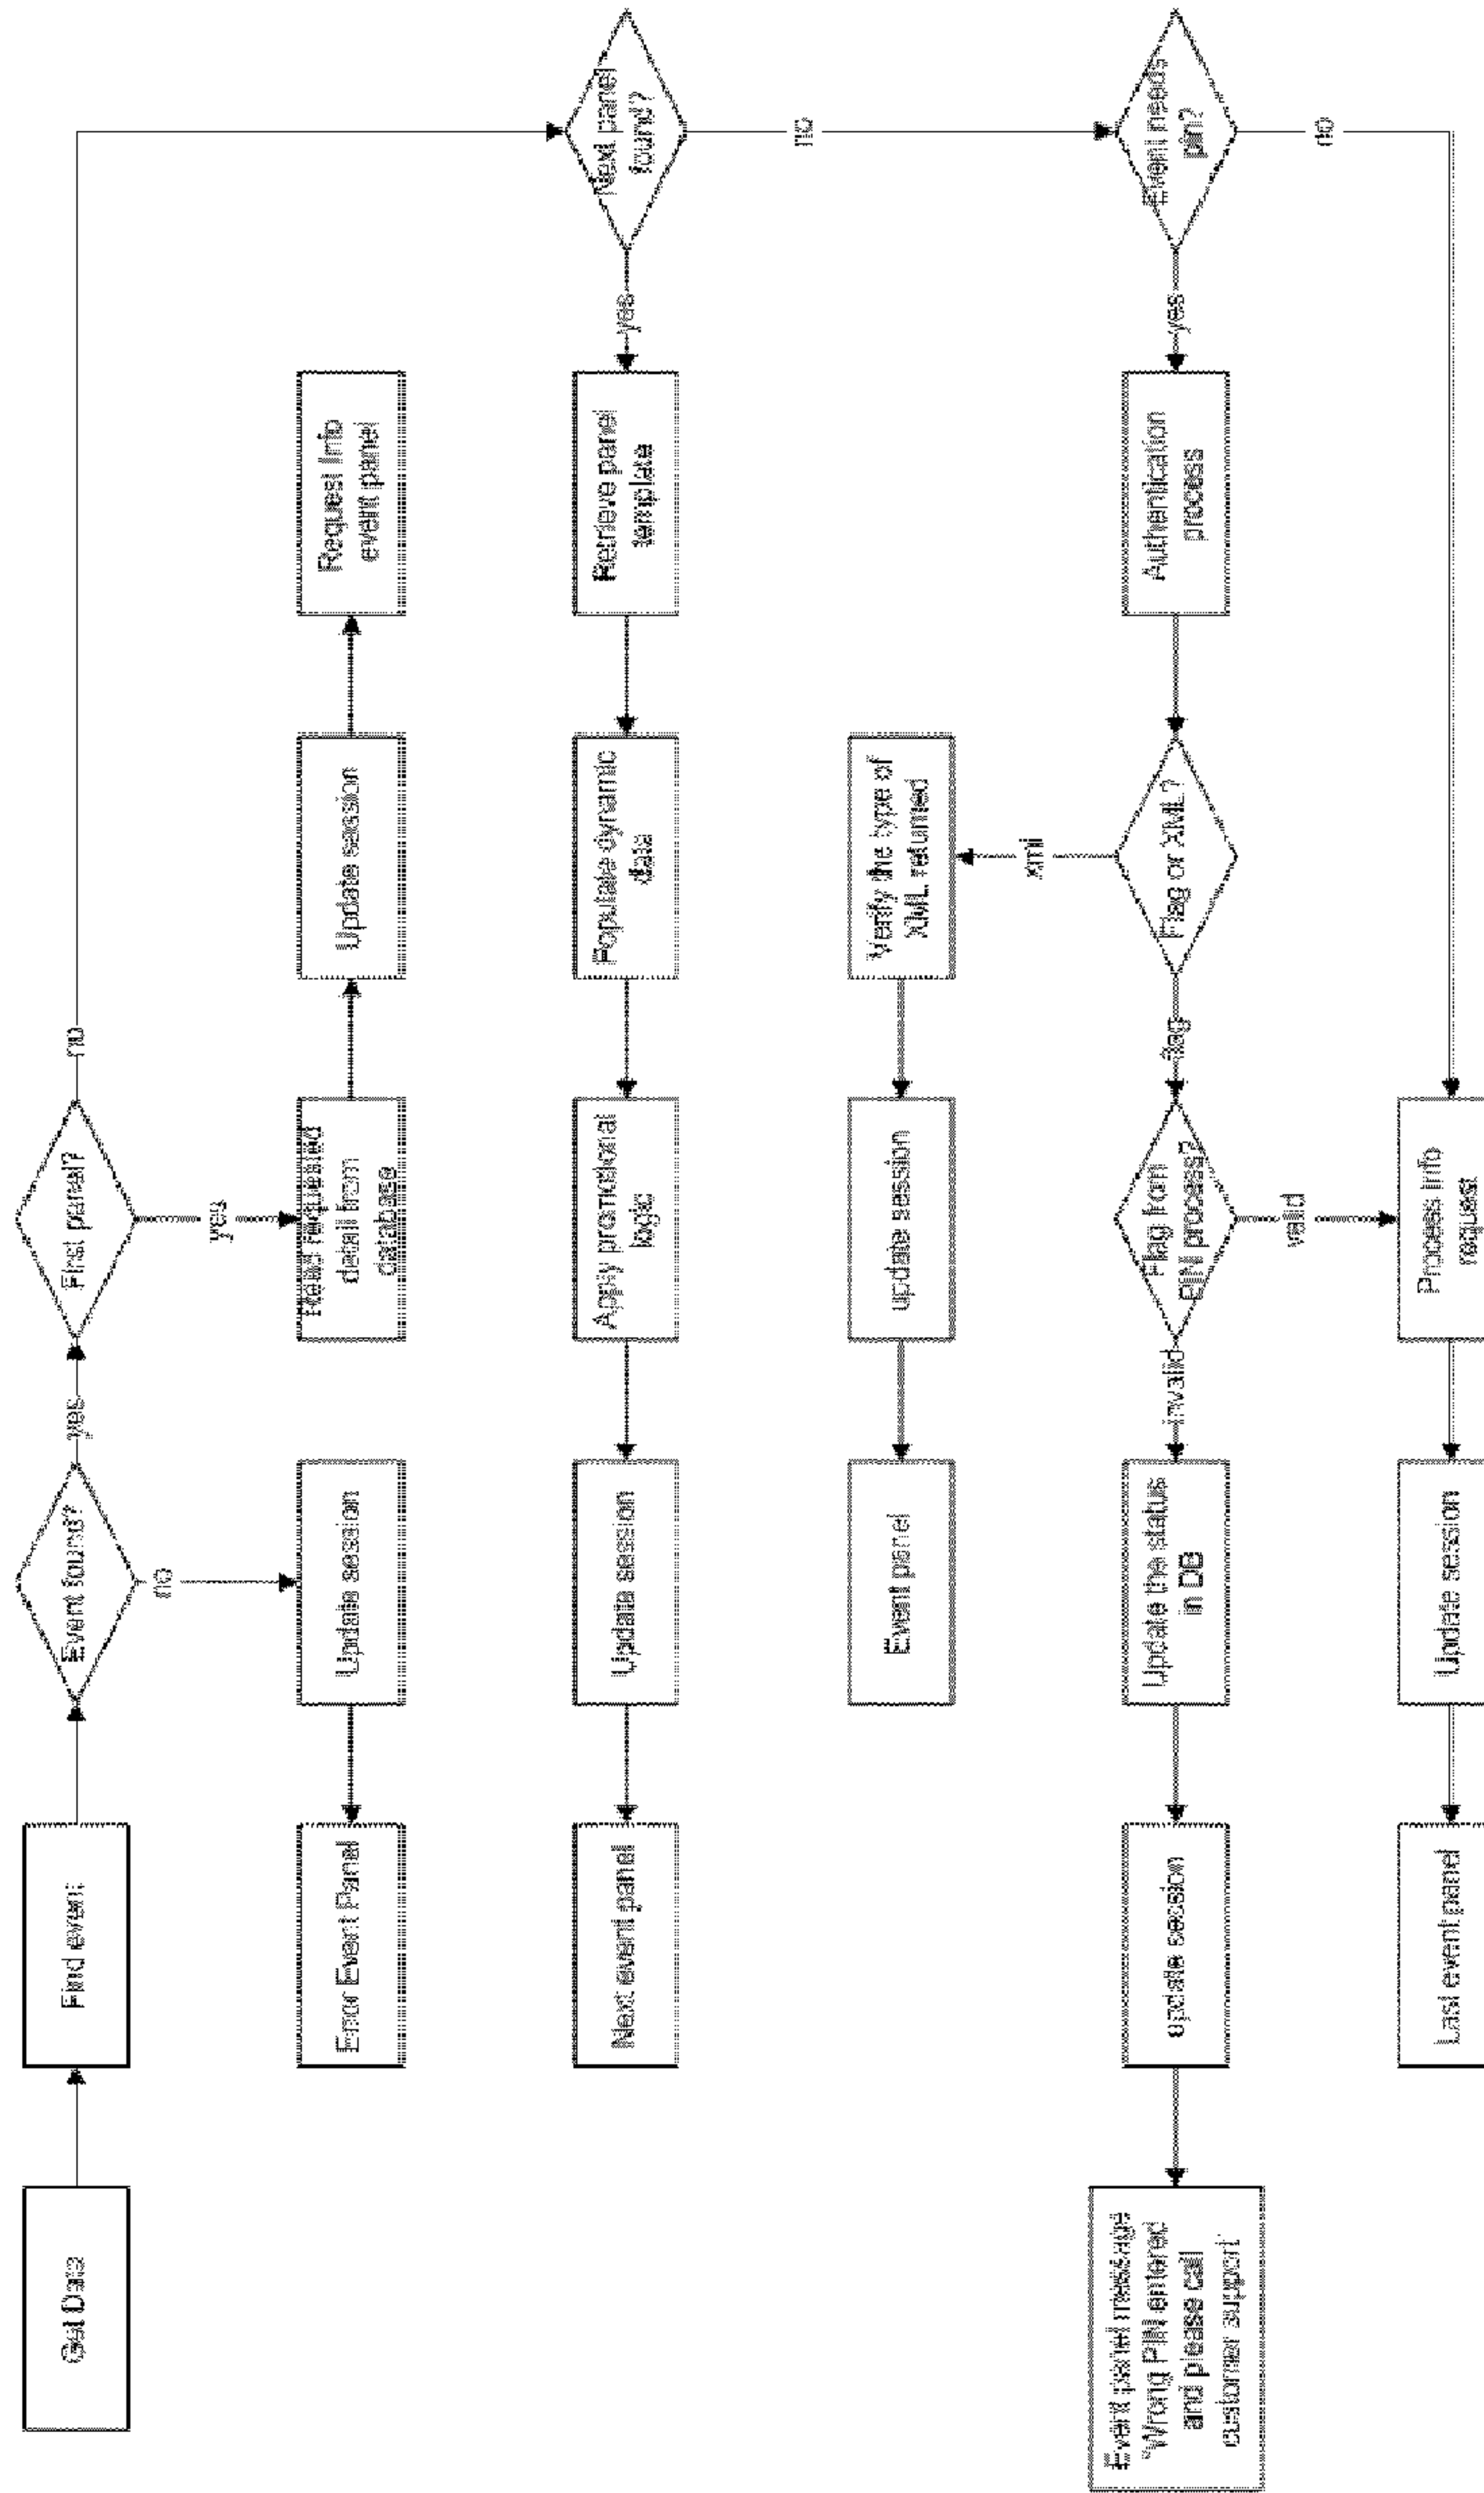 Get Data
Find event
Event found?
yes
First panel?
no
no
Update session
Error Event Panel
yes
Read requested
detail from
database
Update session
Request Info
event panel
Next panel
found?
yes
Retrieve panel
template
Populate dynamic
data
Apply promotional
logic
Update session
Next event panel
no
Event needs
pin?
yes
Authentication
process
Flag or XML?
xml
Verify the type of
XML returned
update session
Event panel
flag
Flag from
PIN process?
invalid
Update the status
in DB
update session
Event panel message
"Wrong PIN entered
and please call
customer support"
valid
no
Process Info
request
Update session
Last event panel